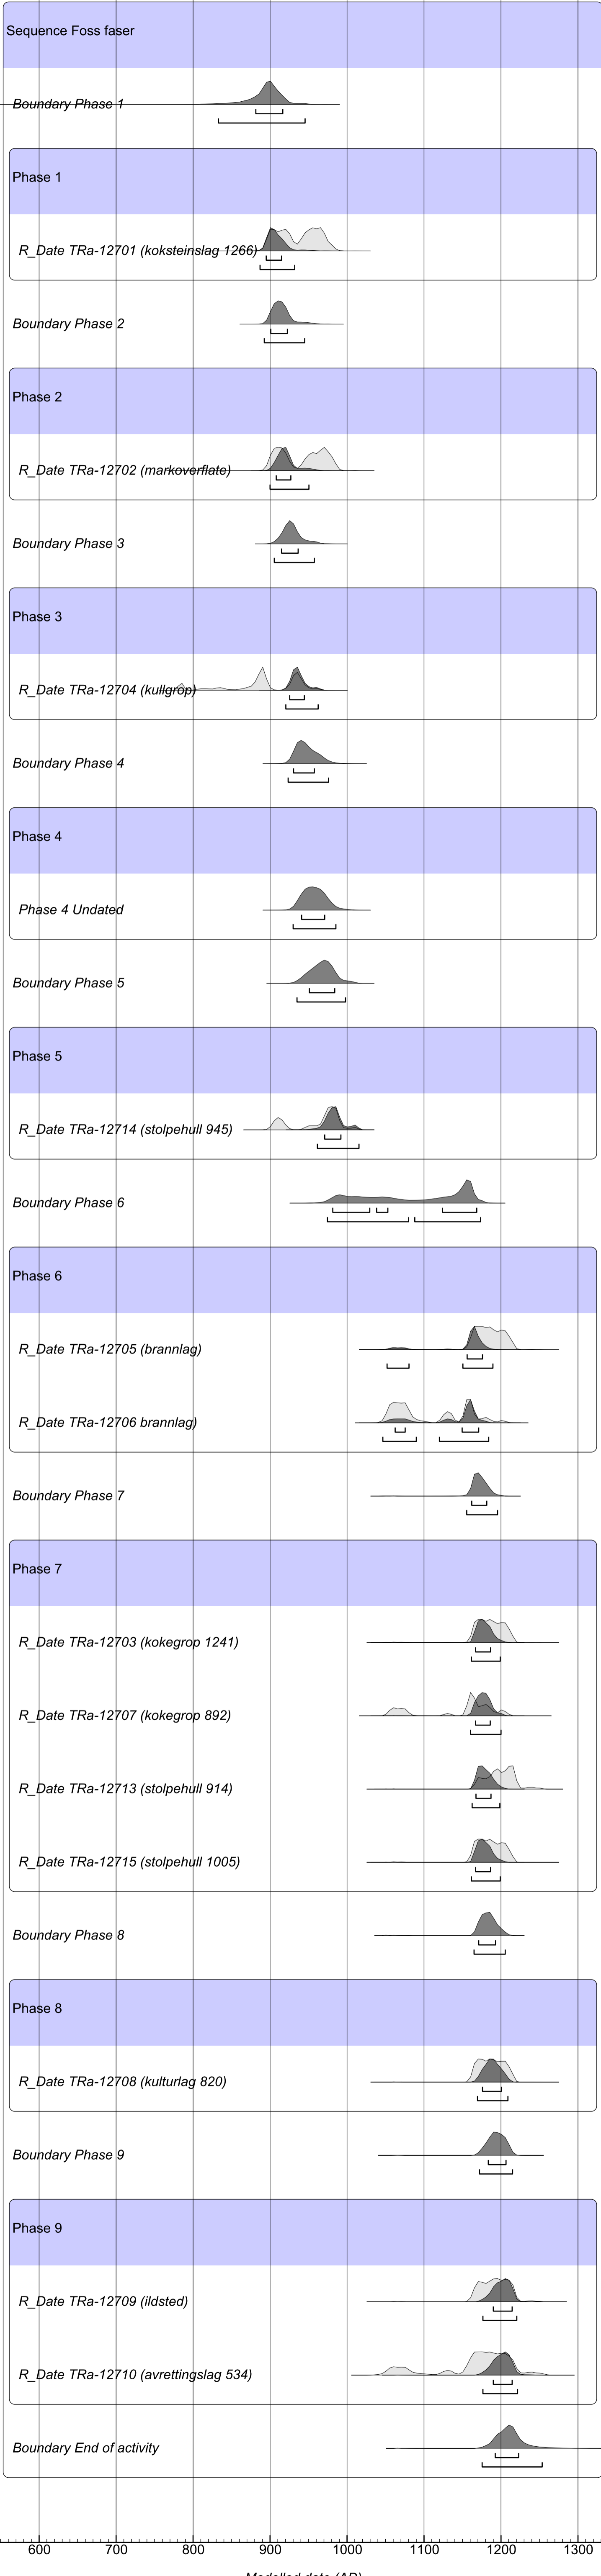 Sequence Foss faser
Boundary Phase 1
Phase 1
R_Date TRa-12701 (koksteinslag 1266)
Boundary Phase 2
Phase 2
R_Date TRa-12702 (markoverflate)
Boundary Phase 3
Phase 3
R_Date TRa-12704 (kullgrop)
Boundary Phase 4
Phase 4
Phase 4 Undated
Boundary Phase 5
Phase 5
R_Date TRa-12714 (stolpehull 945)
Boundary Phase 6
Phase 6
R_Date TRa-12705 (brannlag)
R_Date TRa-12706 brannlag)
Boundary Phase 7
Phase 7
R_Date TRa-12703 (kokegrop 1241)
R_Date TRa-12707 (kokegrop 892)
R_Date TRa-12713 (stolpehull 914)
R_Date TRa-12715 (stolpehull 1005)
Boundary Phase 8
Phase 8
R_Date TRa-12708 (kulturlag 820)
Boundary Phase 9
Phase 9
R_Date TRa-12709 (ildsted)
R_Date TRa-12710 (avrettingslag 534)
Boundary End of activity
600 700 800 900 1000 1100 1200 1300
Modelled date (AD)